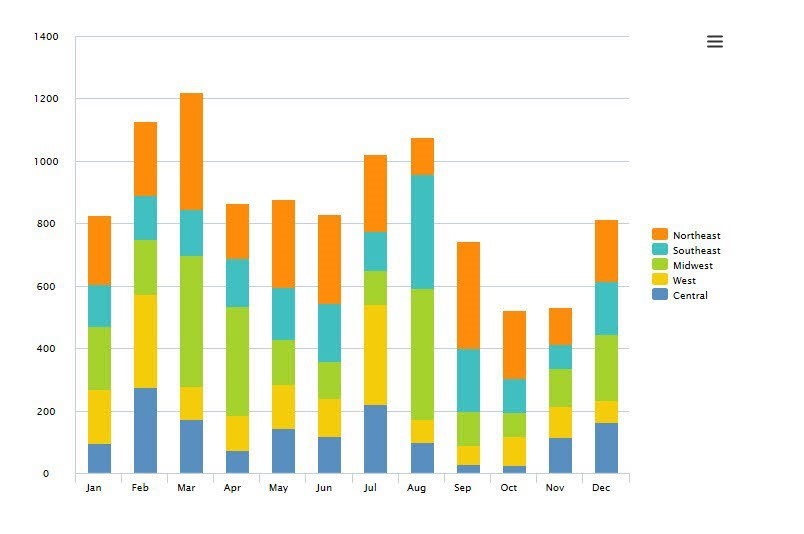 1400
1200
1000
800
600
400
200
0
Jan Feb Mar Apr May Jun Jul Aug Sep Oct Nov Dec
Northeast
Southeast
Midwest
West
Central